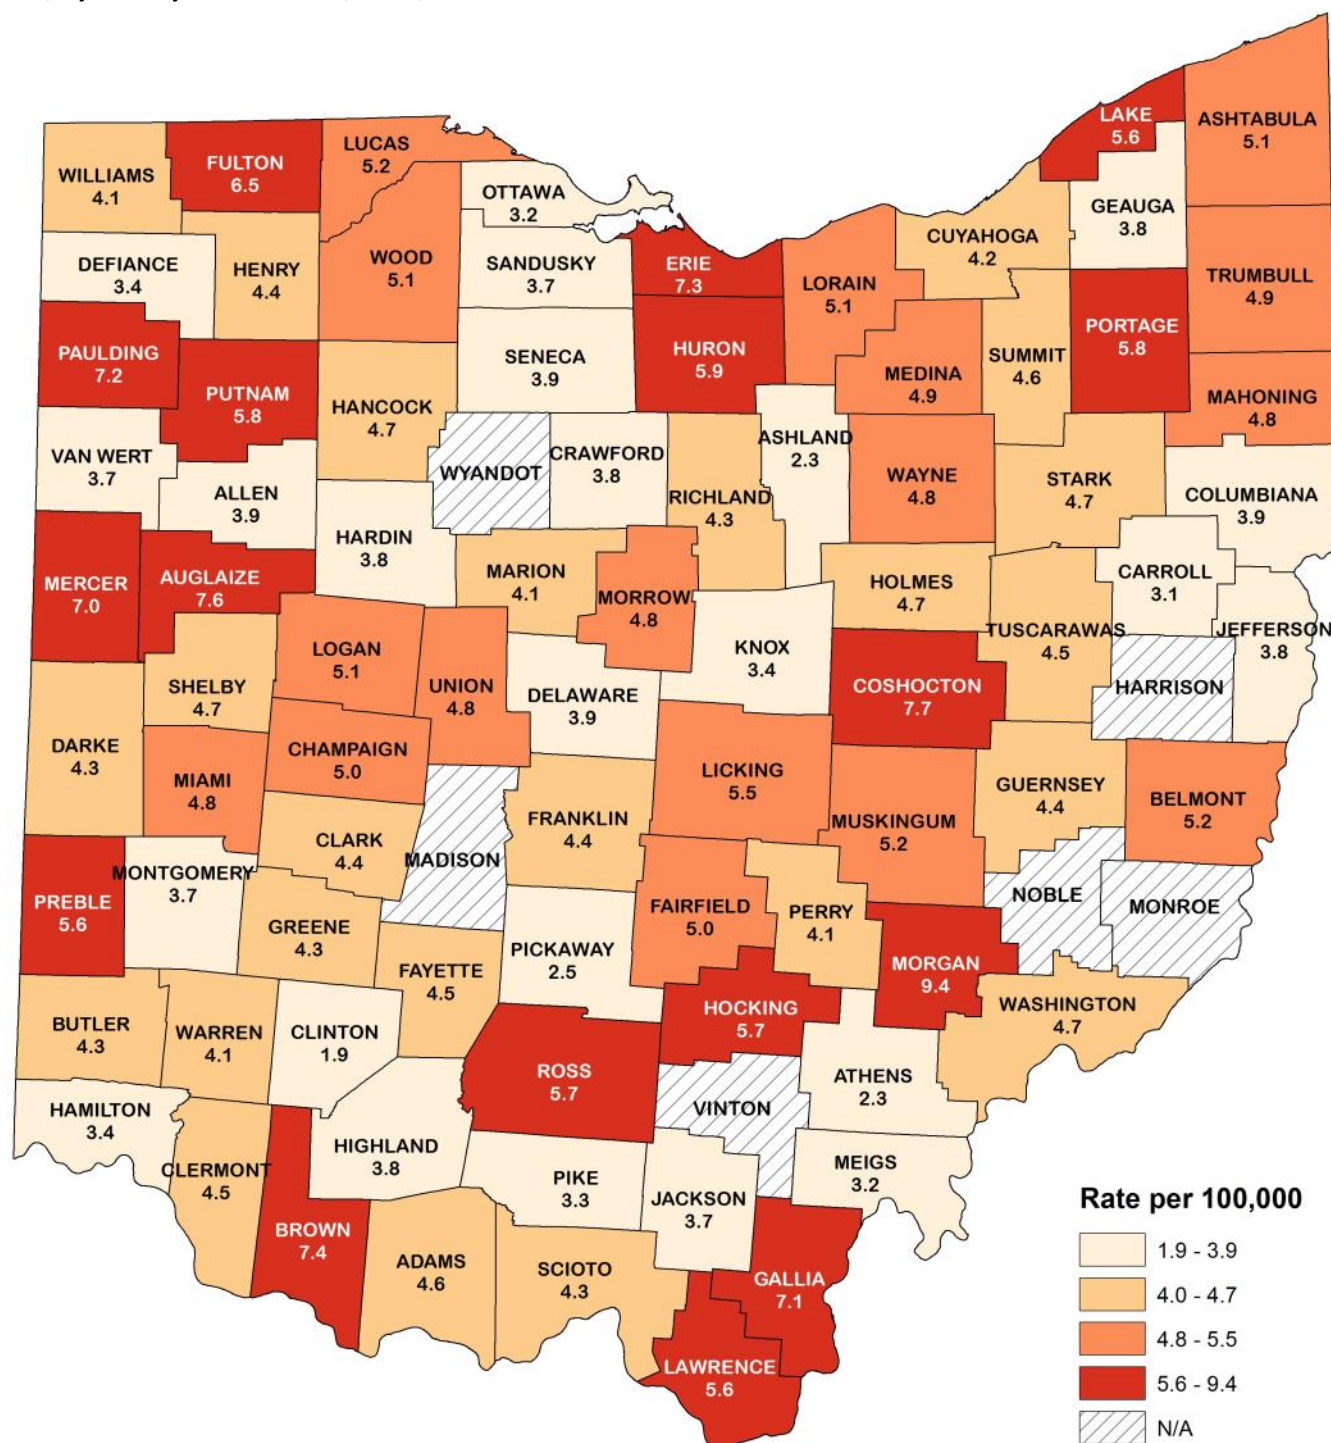 LAKE
5.6
ASHTABULA
5.1
LUCAS
5.2
FULTON
6.5
WILLIAMS
4.1
OTTAWA
3.2
GEAUGA
3.8
CUYAHOGA
4.2
DEFIANCE
3.4
HENRY
4.4
WOOD
5.1
SANDUSKY
3.7
ERIE
7.3
LORAIN
5.1
TRUMBULL
4.9
PORTAGE
5.8
PAULDING
7.2
PUTNAM
5.8
SENECA
3.9
HURON
5.9
MEDINA
4.9
SUMMIT
4.6
MAHONING
4.8
HANCOCK
4.7
VAN WERT
3.7
ALLEN
3.9
WYANDOT
CRAWFORD
3.8
ASHLAND
2.3
RICHLAND
4.3
WAYNE
4.8
STARK
4.7
COLUMBIANA
3.9
HARDIN
3.8
MERCER
7.0
AUGLAIZE
7.6
MARION
4.1
MORROW
4.8
HOLMES
4.7
CARROLL
3.1
TUSCARAWAS
4.5
JEFFERSON
3.8
LOGAN
5.1
KNOX
3.4
SHELBY
4.7
UNION
4.8
DELAWARE
3.9
COSHOCTON
7.7
HARRISON
DARKE
4.3
MIAMI
4.8
CHAMPAIGN
5.0
LICKING
5.5
GUERNSEY
4.4
BELMONT
5.2
CLARK
4.4
FRANKLIN
4.4
MUSKINGUM
5.2
MADISON
MONTGOMERY
3.7
PREBLE
5.6
GREENE
4.3
FAIRFIELD
5.0
PERRY
4.1
NOBLE
MONROE
PICKAWAY
2.5
FAYETTE
4.5
MORGAN
9.4
WASHINGTON
4.7
HOCKING
5.7
BUTLER
4.3
WARREN
4.1
CLINTON
1.9
ROSS
5.7
ATHENS
2.3
VINTON
HAMILTON
3.4
HIGHLAND
3.8
CLERMONT
4.5
PIKE
3.3
MEIGS
3.2
JACKSON
3.7
BROWN
7.4
ADAMS
4.6
SCIOTO
4.3
GALLIA
7.1
LAWRENCE
5.6
Rate per 100,000
1.9 - 3.9
4.0 - 4.7
4.8 - 5.5
5.6 - 9.4
N/A